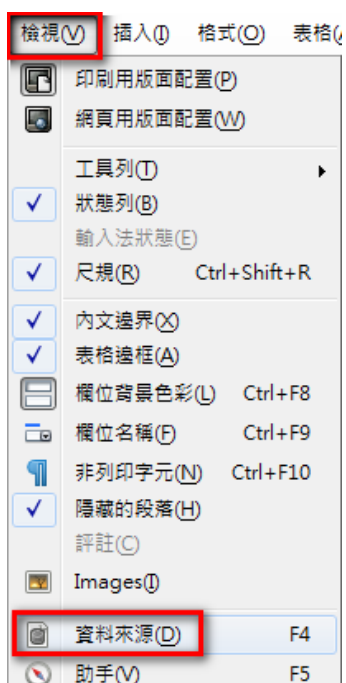 檢視(V) 插入(I) 格式(O) 表格(
印刷用版面配置(P)
網頁用版面配置(W)
工具列(T)
狀態列(B)
輸入法狀態(E)
尺規(R) Ctrl+Shift+R
內文邊界(X)
表格邊框(A)
欄位背景色彩(L) Ctrl+F8
欄位名稱(F) Ctrl+F9
非列印字元(N) Ctrl+F10
隱藏的段落(H)
評註(C)
Images(I)
資料來源(D) F4
助手(V) F5